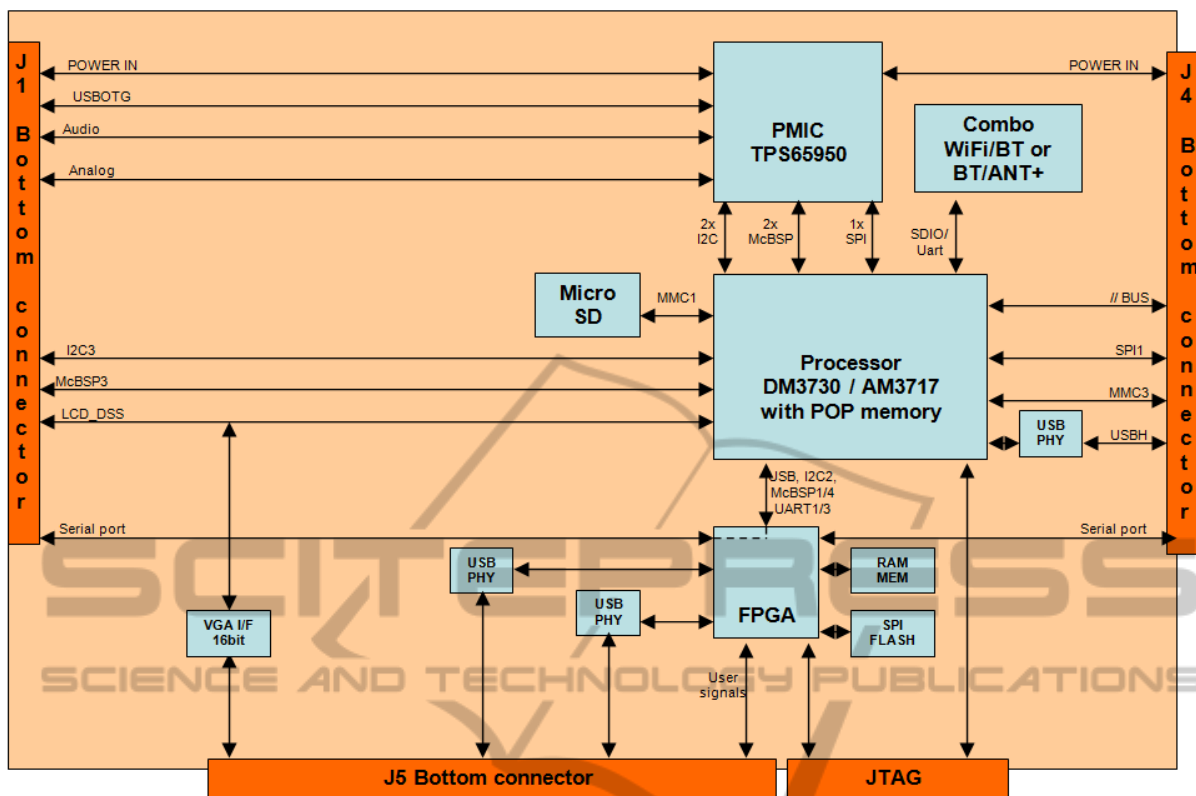 J1 Bottom connector
POWER IN
USBOTG
Audio
Analog
PMIC
TPS65950
POWER IN
J4 Bottom connector
Combo
WiFi/BT or
BT/ANT+
2x
I2C
2x
McBSP
1x
SPI
SDIO/
Uart
Micro
SD
MMC1
Processor
DM3730 / AM3717
with POP memory
// BUS
SPI1
MMC3
USB
PHY
USBH
I2C3
McBSP3
LCD_DSS
USB, I2C2,
McBSP1/4
UART1/3
Serial port
Serial port
USB
PHY
USB
PHY
FPGA
RAM
MEM
SPI
FLASH
VGA I/F
16bit
User
signals
SCITEPRESS
SCIENCE AND TECHNOLOGY PUBLICATIONS
J5 Bottom connector
JTAG